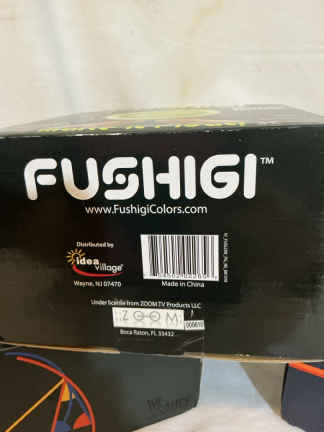 FUSHIGI™
www.FushigiColors.com
Distributed by
idea
village®
Wayne, NJ 07470
Made in China
Under license from ZOOM TV Products LLC
ZOOM
000610
Boca Raton, FL 33432